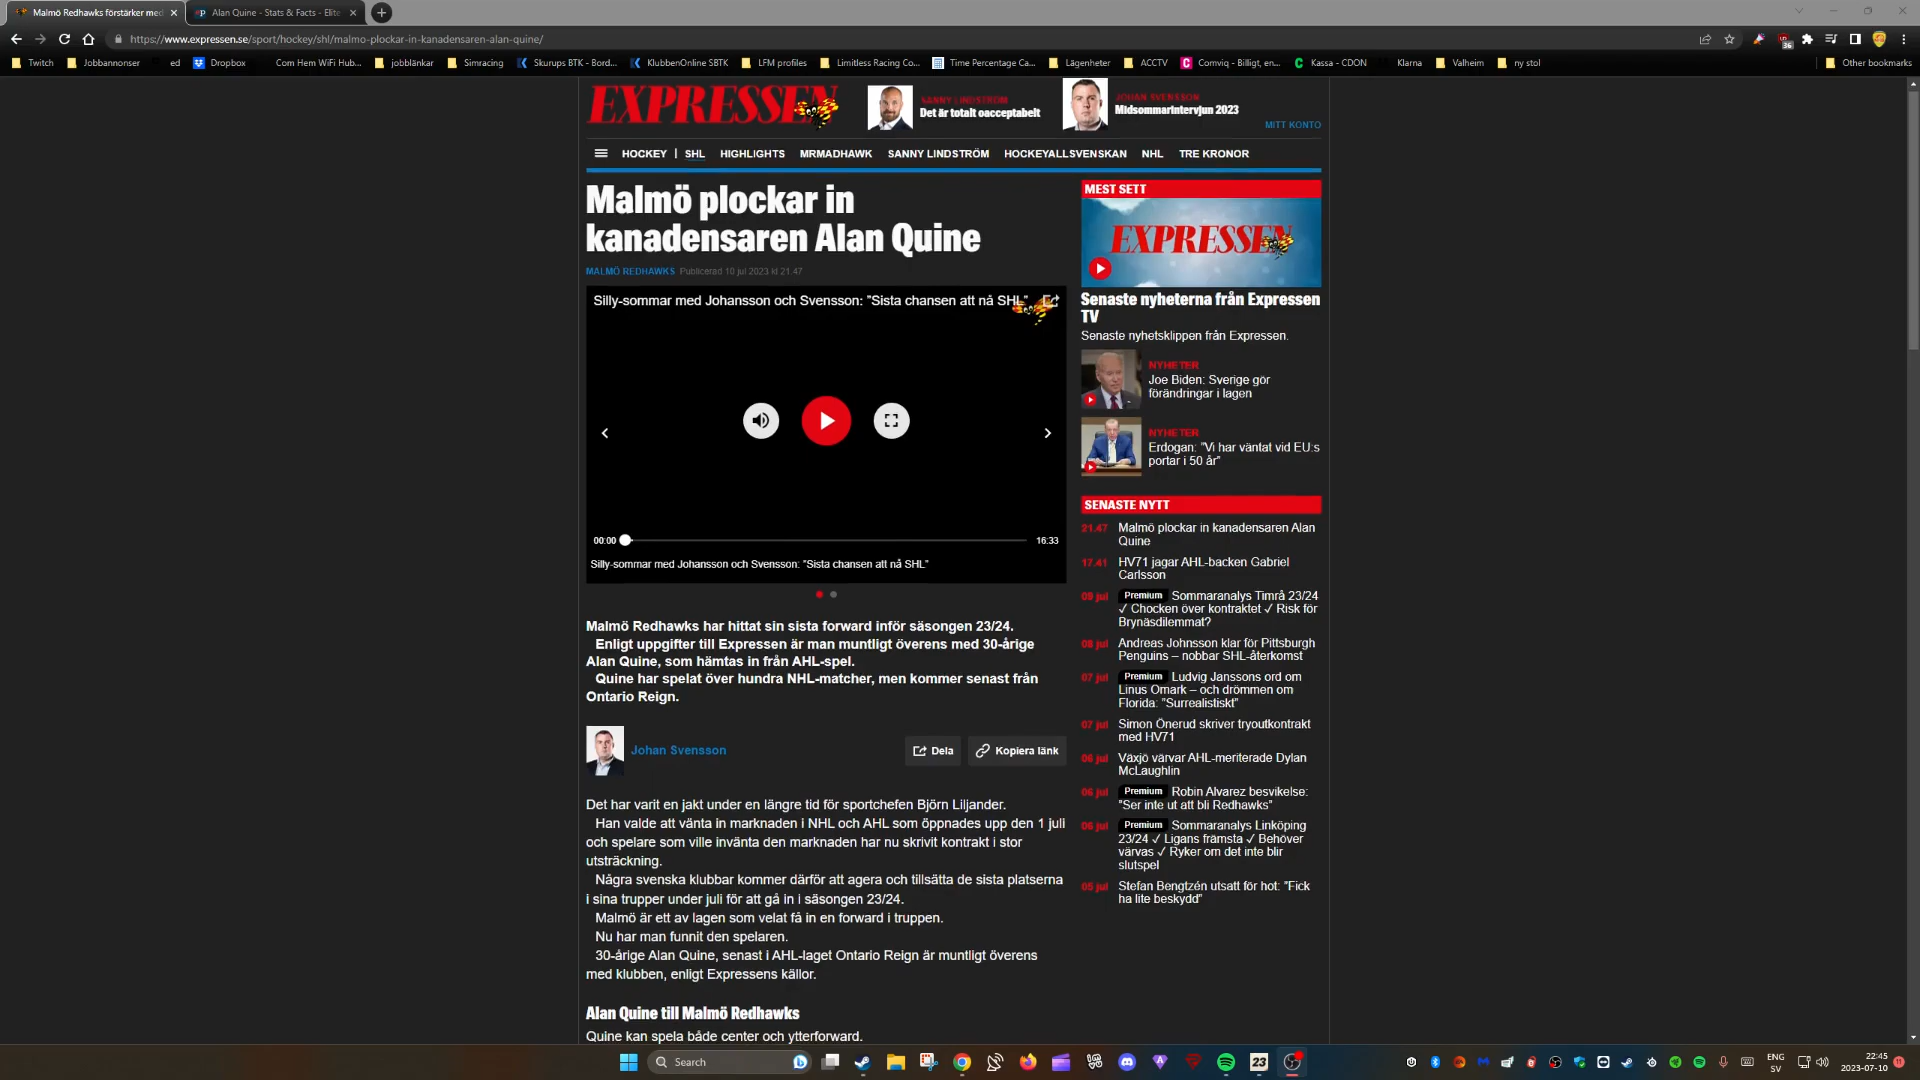 Malmö Redhawks förstärker med
Alan Quine - Stats & Facts - Elite
https://www.expressen.se/sport/hockey/shl/malmo-plockar-in-kanadensaren-alan-quine/
36
Twitch
Jobbannonser
ed
Dropbox
Com Hem WiFi Hub...
jobblänkar
Simracing
Skurups BTK - Bord...
KlubbenOnline SBTK
LFM profiles
Limitless Racing Co...
Time Percentage Ca...
Lägenheter
ACCTV
Comviq - Billigt, en...
Kassa - CDON
Klarna
Valheim
ny stol
Other bookmarks
EXPRESSEN
SANNY LINDSTRÖM
Det är totalt oacceptabelt
JOHAN SVENSSON
Midsommarintervjun 2023
MITT KONTO
HOCKEY | SHL HIGHLIGHTS MRMADHAWK SANNY LINDSTRÖM HOCKEYALLSVENSKAN NHL TRE KRONOR
Malmö plockar in
kanadensaren Alan Quine
MALMÖ REDHAWKS Publicerad 10 jul 2023 kl 21.47
Silly-sommar med Johansson och Svensson: ”Sista chansen att nå SHL”
00:00
16:33
Silly-sommar med Johansson och Svensson: ”Sista chansen att nå SHL”
Malmö Redhawks har hittat sin sista forward inför säsongen 23/24.
Enligt uppgifter till Expressen är man muntligt överens med 30-årige
Alan Quine, som hämtas in från AHL-spel.
Quine har spelat över hundra NHL-matcher, men kommer senast från
Ontario Reign.
Johan Svensson
Dela
Kopiera länk
Det har varit en jakt under en längre tid för sportchefen Björn Liljander.
Han valde att vänta in marknaden i NHL och AHL som öppnades upp den 1 juli
och spelare som ville invänta den marknaden har nu skrivit kontrakt i stor
utsträckning.
Några svenska klubbar kommer därför att agera och tillsätta de sista platserna
i sina trupper under juli för att gå in i säsongen 23/24.
Malmö är ett av lagen som velat få in en forward i truppen.
Nu har man funnit den spelaren.
30-årige Alan Quine, senast i AHL-laget Ontario Reign är muntligt överens
med klubben, enligt Expressens källor.
Alan Quine till Malmö Redhawks
Quine kan spela både center och ytterforward.
MEST SETT
EXPRESSEN
Senaste nyheterna från Expressen
TV
Senaste nyhetsklippen från Expressen.
NYHETER
Joe Biden: Sverige gör
förändringar i lagen
NYHETER
Erdogan: ”Vi har väntat vid EU:s
portar i 50 år”
SENASTE NYTT
21.47 Malmö plockar in kanadensaren Alan
Quine
17.41 HV71 jagar AHL-backen Gabriel
Carlsson
09 jul Premium Sommaranalys Timrå 23/24
✓ Chocken över kontraktet ✓ Risk för
Brynäsdilemmat?
08 jul Andreas Johnsson klar för Pittsburgh
Penguins – nobbar SHL-återkomst
07 jul Premium Ludvig Janssons ord om
Linus Omark – och drömmen om
Florida: ”Surrealistiskt”
07 jul Simon Önerud skriver tryoutkontrakt
med HV71
06 jul Växjö värvar AHL-meriterade Dylan
McLaughlin
06 jul Premium Robin Alvarez besvikelse:
”Ser inte ut att bli Redhawks”
06 jul Premium Sommaranalys Linköping
23/24 ✓ Ligans främsta ✓ Behöver
värvas ✓ Ryker om det inte blir
slutspel
05 jul Stefan Bengtzén utsatt för hot: ”Fick
ha lite beskydd”
Search
23
ENG
SV
22:45
2023-07-10